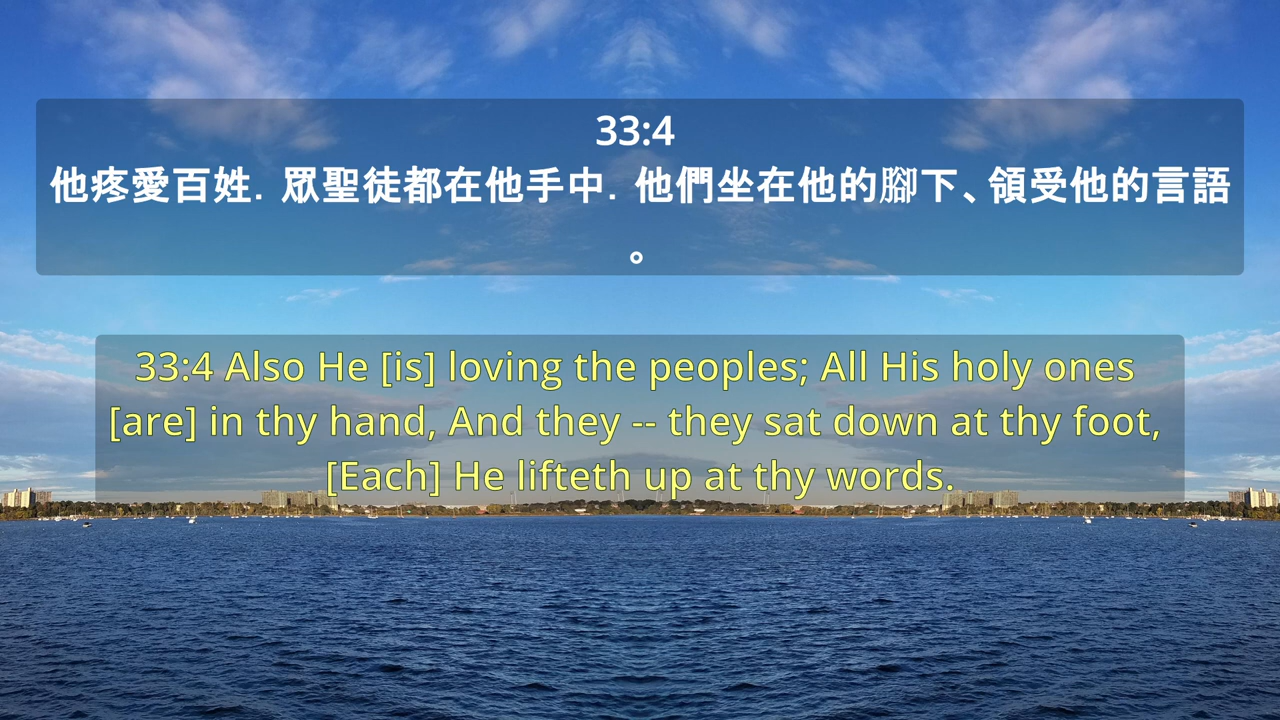 33:4
他疼愛百姓．眾聖徒都在他手中．他們坐在他的腳下、領受他的言語
。
33:4 Also He [is] loving the peoples; All His holy ones
[are] in thy hand, And they -- they sat down at thy foot,
[Each] He lifteth up at thy words.